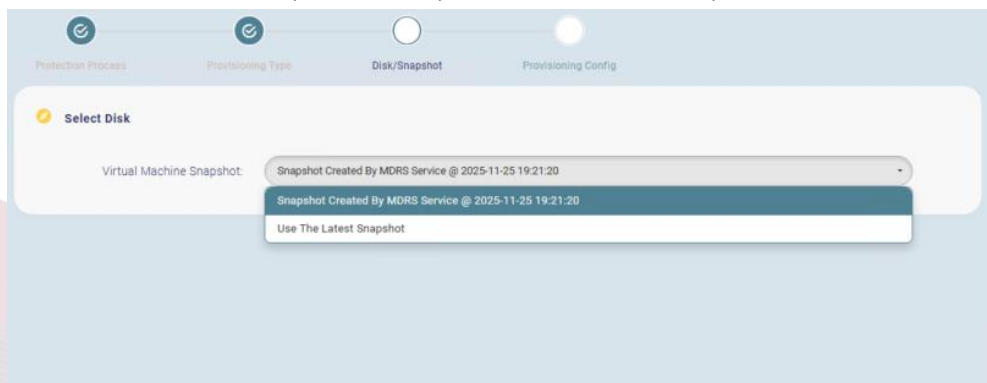 Protection Process
Provisioning Type
Disk/Snapshot
Provisioning Config
Select Disk
Virtual Machine Snapshot:
Snapshot Created By MDRS Service @ 2025-11-25 19:21:20
Snapshot Created By MDRS Service @ 2025-11-25 19:21:20
Use The Latest Snapshot